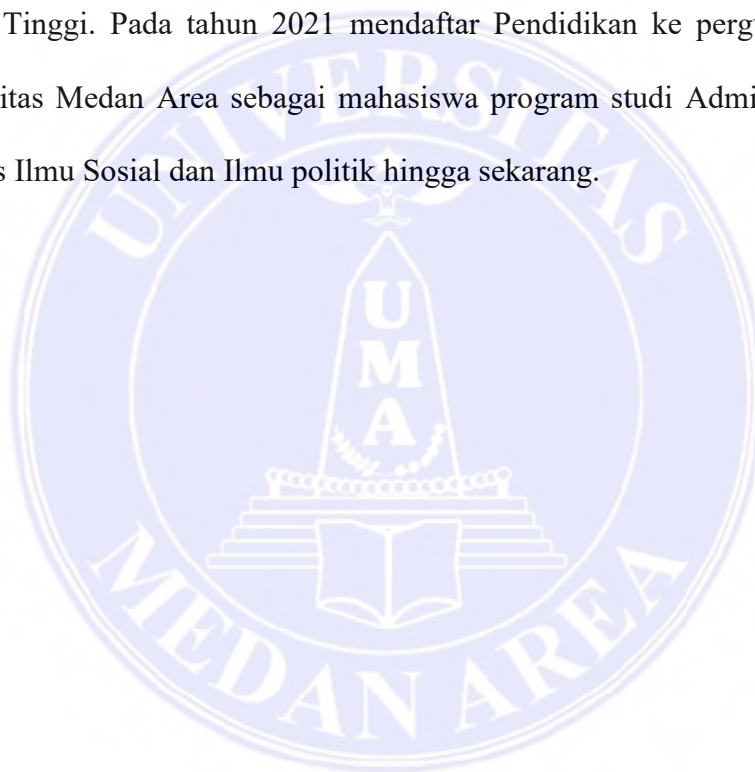 Tinggi. Pada tahun 2021 mendaftar Pendidikan ke perg
itas Medan Area sebagai mahasiswa program studi Admi
s Ilmu Sosial dan Ilmu politik hingga sekarang.
UNIVERSITAS
U
M
A
MEDAN AREA